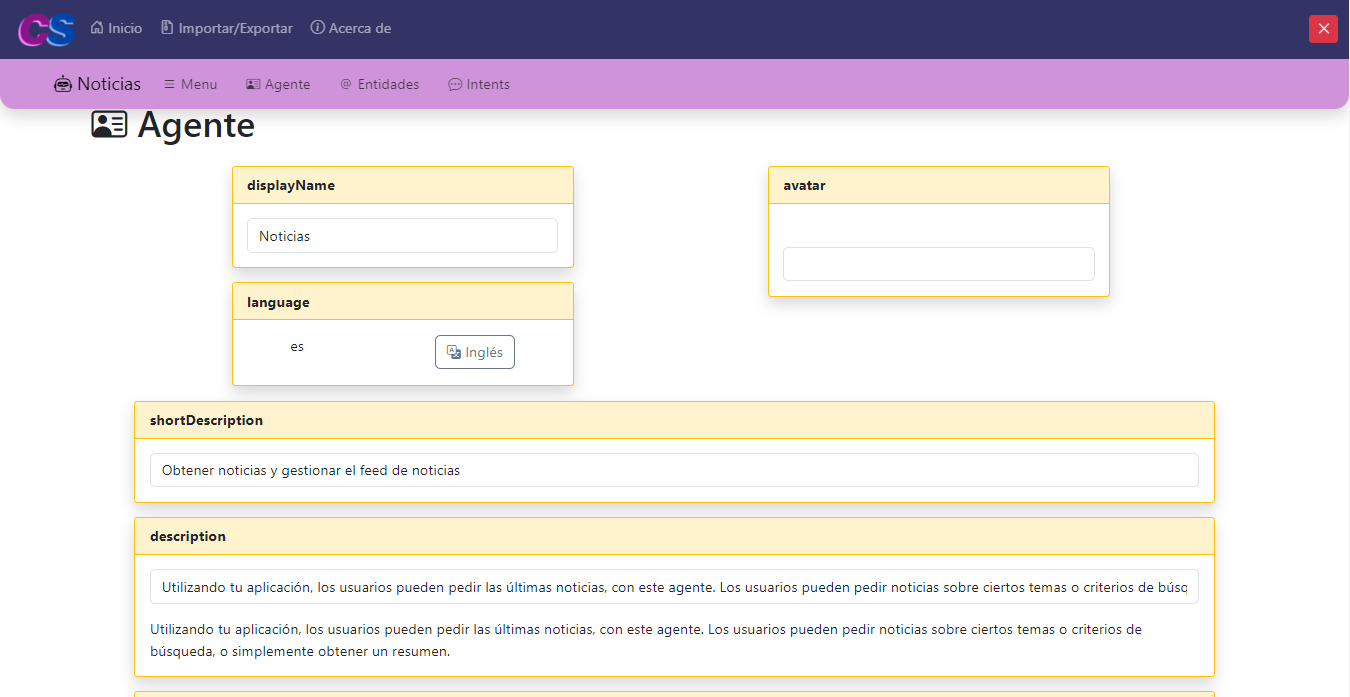 CS Inicio Importar/Exportar Acerca de
Noticias Menu Agente @ Entidades Intents
Agente
displayName
Noticias
avatar
language
es Inglés
shortDescription
Obtener noticias y gestionar el feed de noticias
description
Utilizando tu aplicación, los usuarios pueden pedir las últimas noticias, con este agente. Los usuarios pueden pedir noticias sobre ciertos temas o criterios de búsq
Utilizando tu aplicación, los usuarios pueden pedir las últimas noticias, con este agente. Los usuarios pueden pedir noticias sobre ciertos temas o criterios de
búsqueda, o simplemente obtener un resumen.